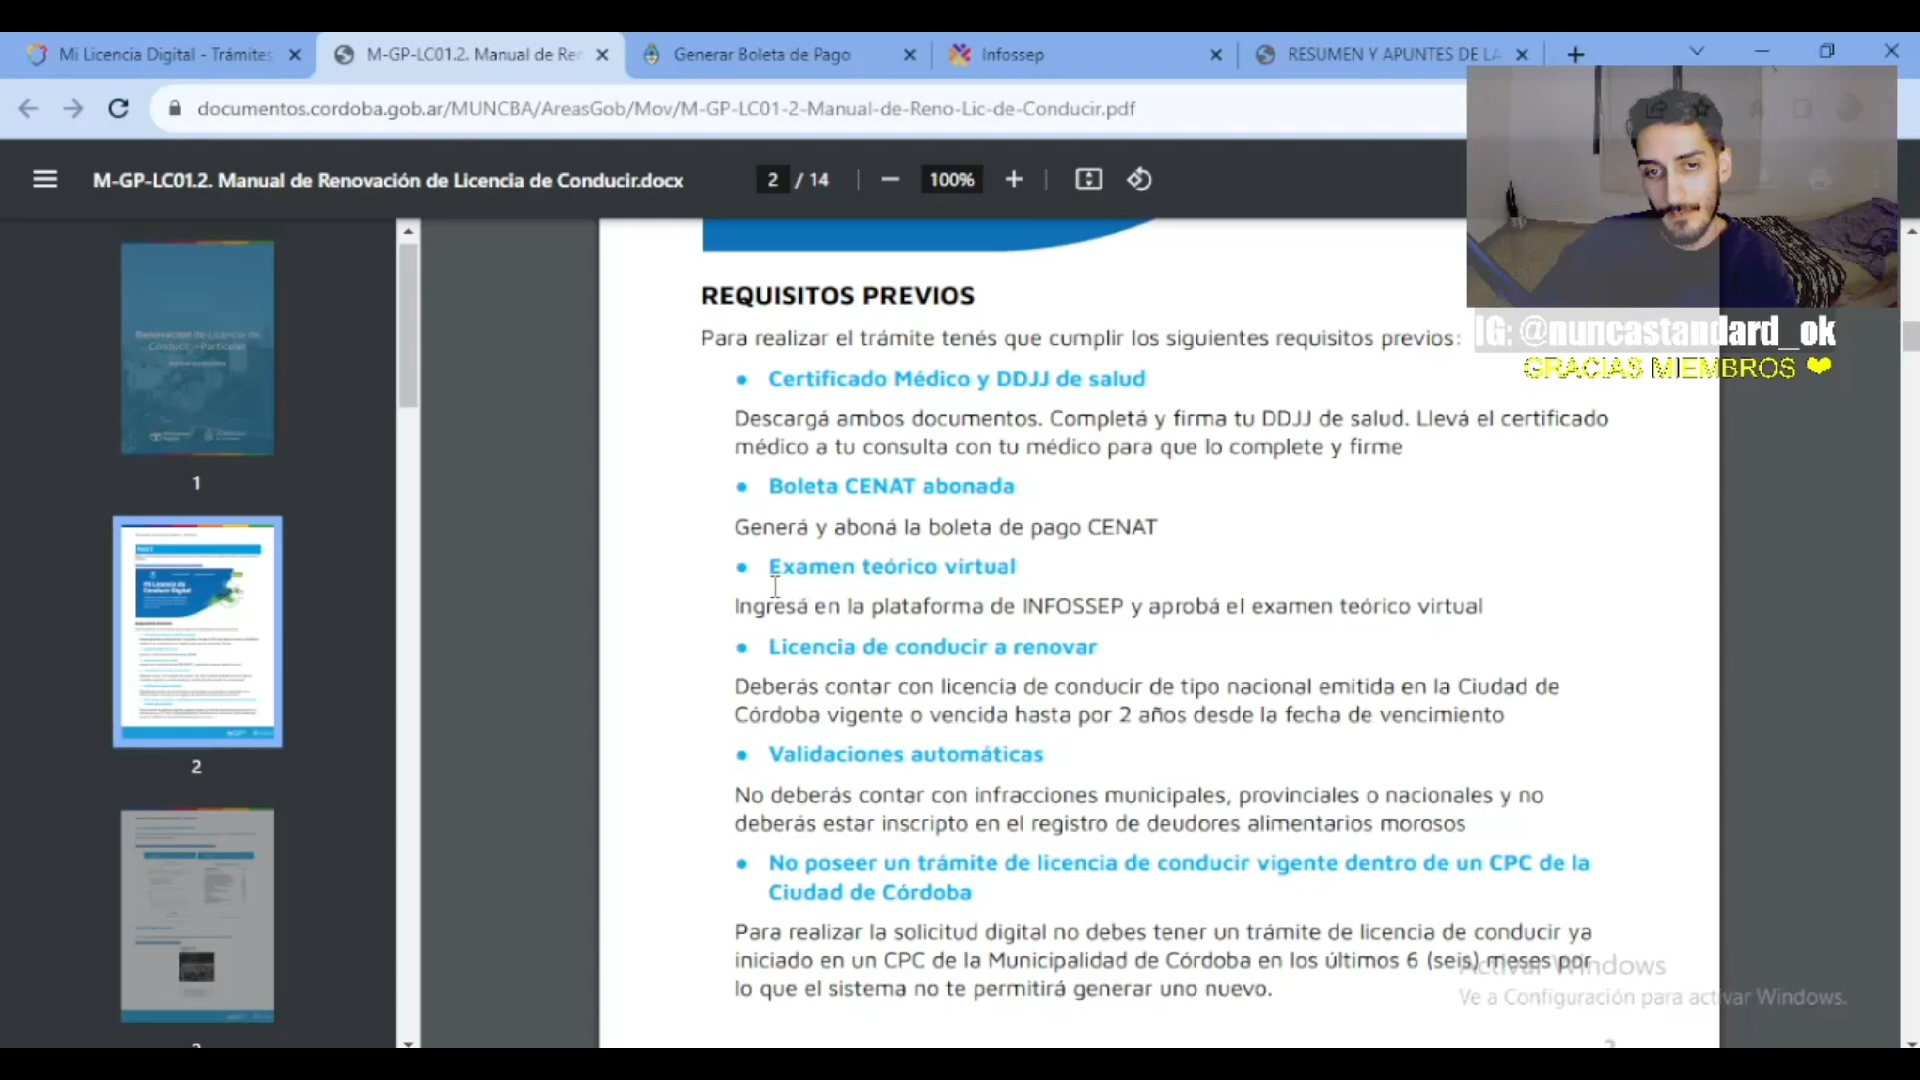 Mi Licencia Digital - Trámites
M-GP-LC01.2. Manual de Ren
Generar Boleta de Pago
Infossep
RESUMEN Y APUNTES DE LA
documentos.cordoba.gob.ar/MUNCBA/AreasGob/Mov/M-GP-LC01-2-Manual-de-Reno-Lic-de-Conducir.pdf
M-GP-LC01.2. Manual de Renovación de Licencia de Conducir.docx
2 / 14
100%
IG: @nuncastandard_ok
GRACIAS MIEMBROS ❤
REQUISITOS PREVIOS
Para realizar el trámite tenés que cumplir los siguientes requisitos previos:
• Certificado Médico y DDJJ de salud
Descargá ambos documentos. Completá y firma tu DDJJ de salud. Llevá el certificado
médico a tu consulta con tu médico para que lo complete y firme
• Boleta CENAT abonada
Generá y aboná la boleta de pago CENAT
• Examen teórico virtual
Ingresá en la plataforma de INFOSSEP y aprobá el examen teórico virtual
• Licencia de conducir a renovar
Deberás contar con licencia de conducir de tipo nacional emitida en la Ciudad de
Córdoba vigente o vencida hasta por 2 años desde la fecha de vencimiento
• Validaciones automáticas
No deberás contar con infracciones municipales, provinciales o nacionales y no
deberás estar inscripto en el registro de deudores alimentarios morosos
• No poseer un trámite de licencia de conducir vigente dentro de un CPC de la
Ciudad de Córdoba
Para realizar la solicitud digital no debes tener un trámite de licencia de conducir ya
iniciado en un CPC de la Municipalidad de Córdoba en los últimos 6 (seis) meses por
lo que el sistema no te permitirá generar uno nuevo.
Activar Windows
Ve a Configuración para activar Windows.
Renovación de Licencia de
Conducir - Particular
1
2